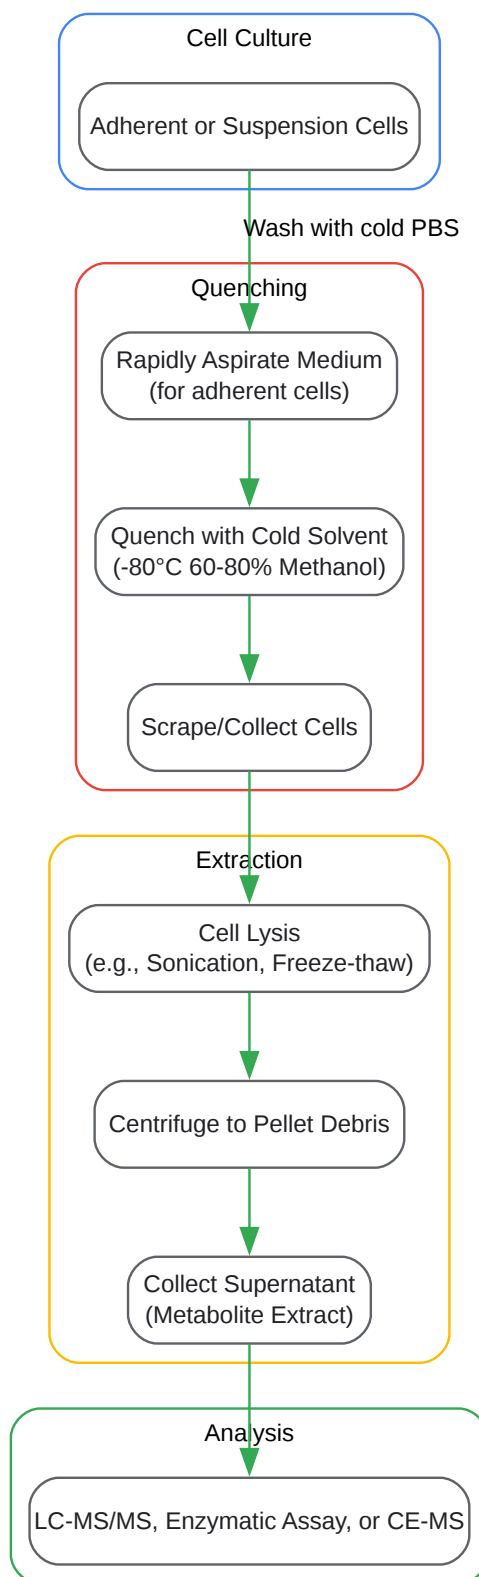 Cell Culture
Adherent or Suspension Cells
Wash with cold PBS
Quenching
Rapidly Aspirate Medium
(for adherent cells)
Quench with Cold Solvent
(-80°C 60-80% Methanol)
Scrape/Collect Cells
Extraction
Cell Lysis
(e.g., Sonication, Freeze-thaw)
Centrifuge to Pellet Debris
Collect Supernatant
(Metabolite Extract)
Analysis
LC-MS/MS, Enzymatic Assay, or CE-MS